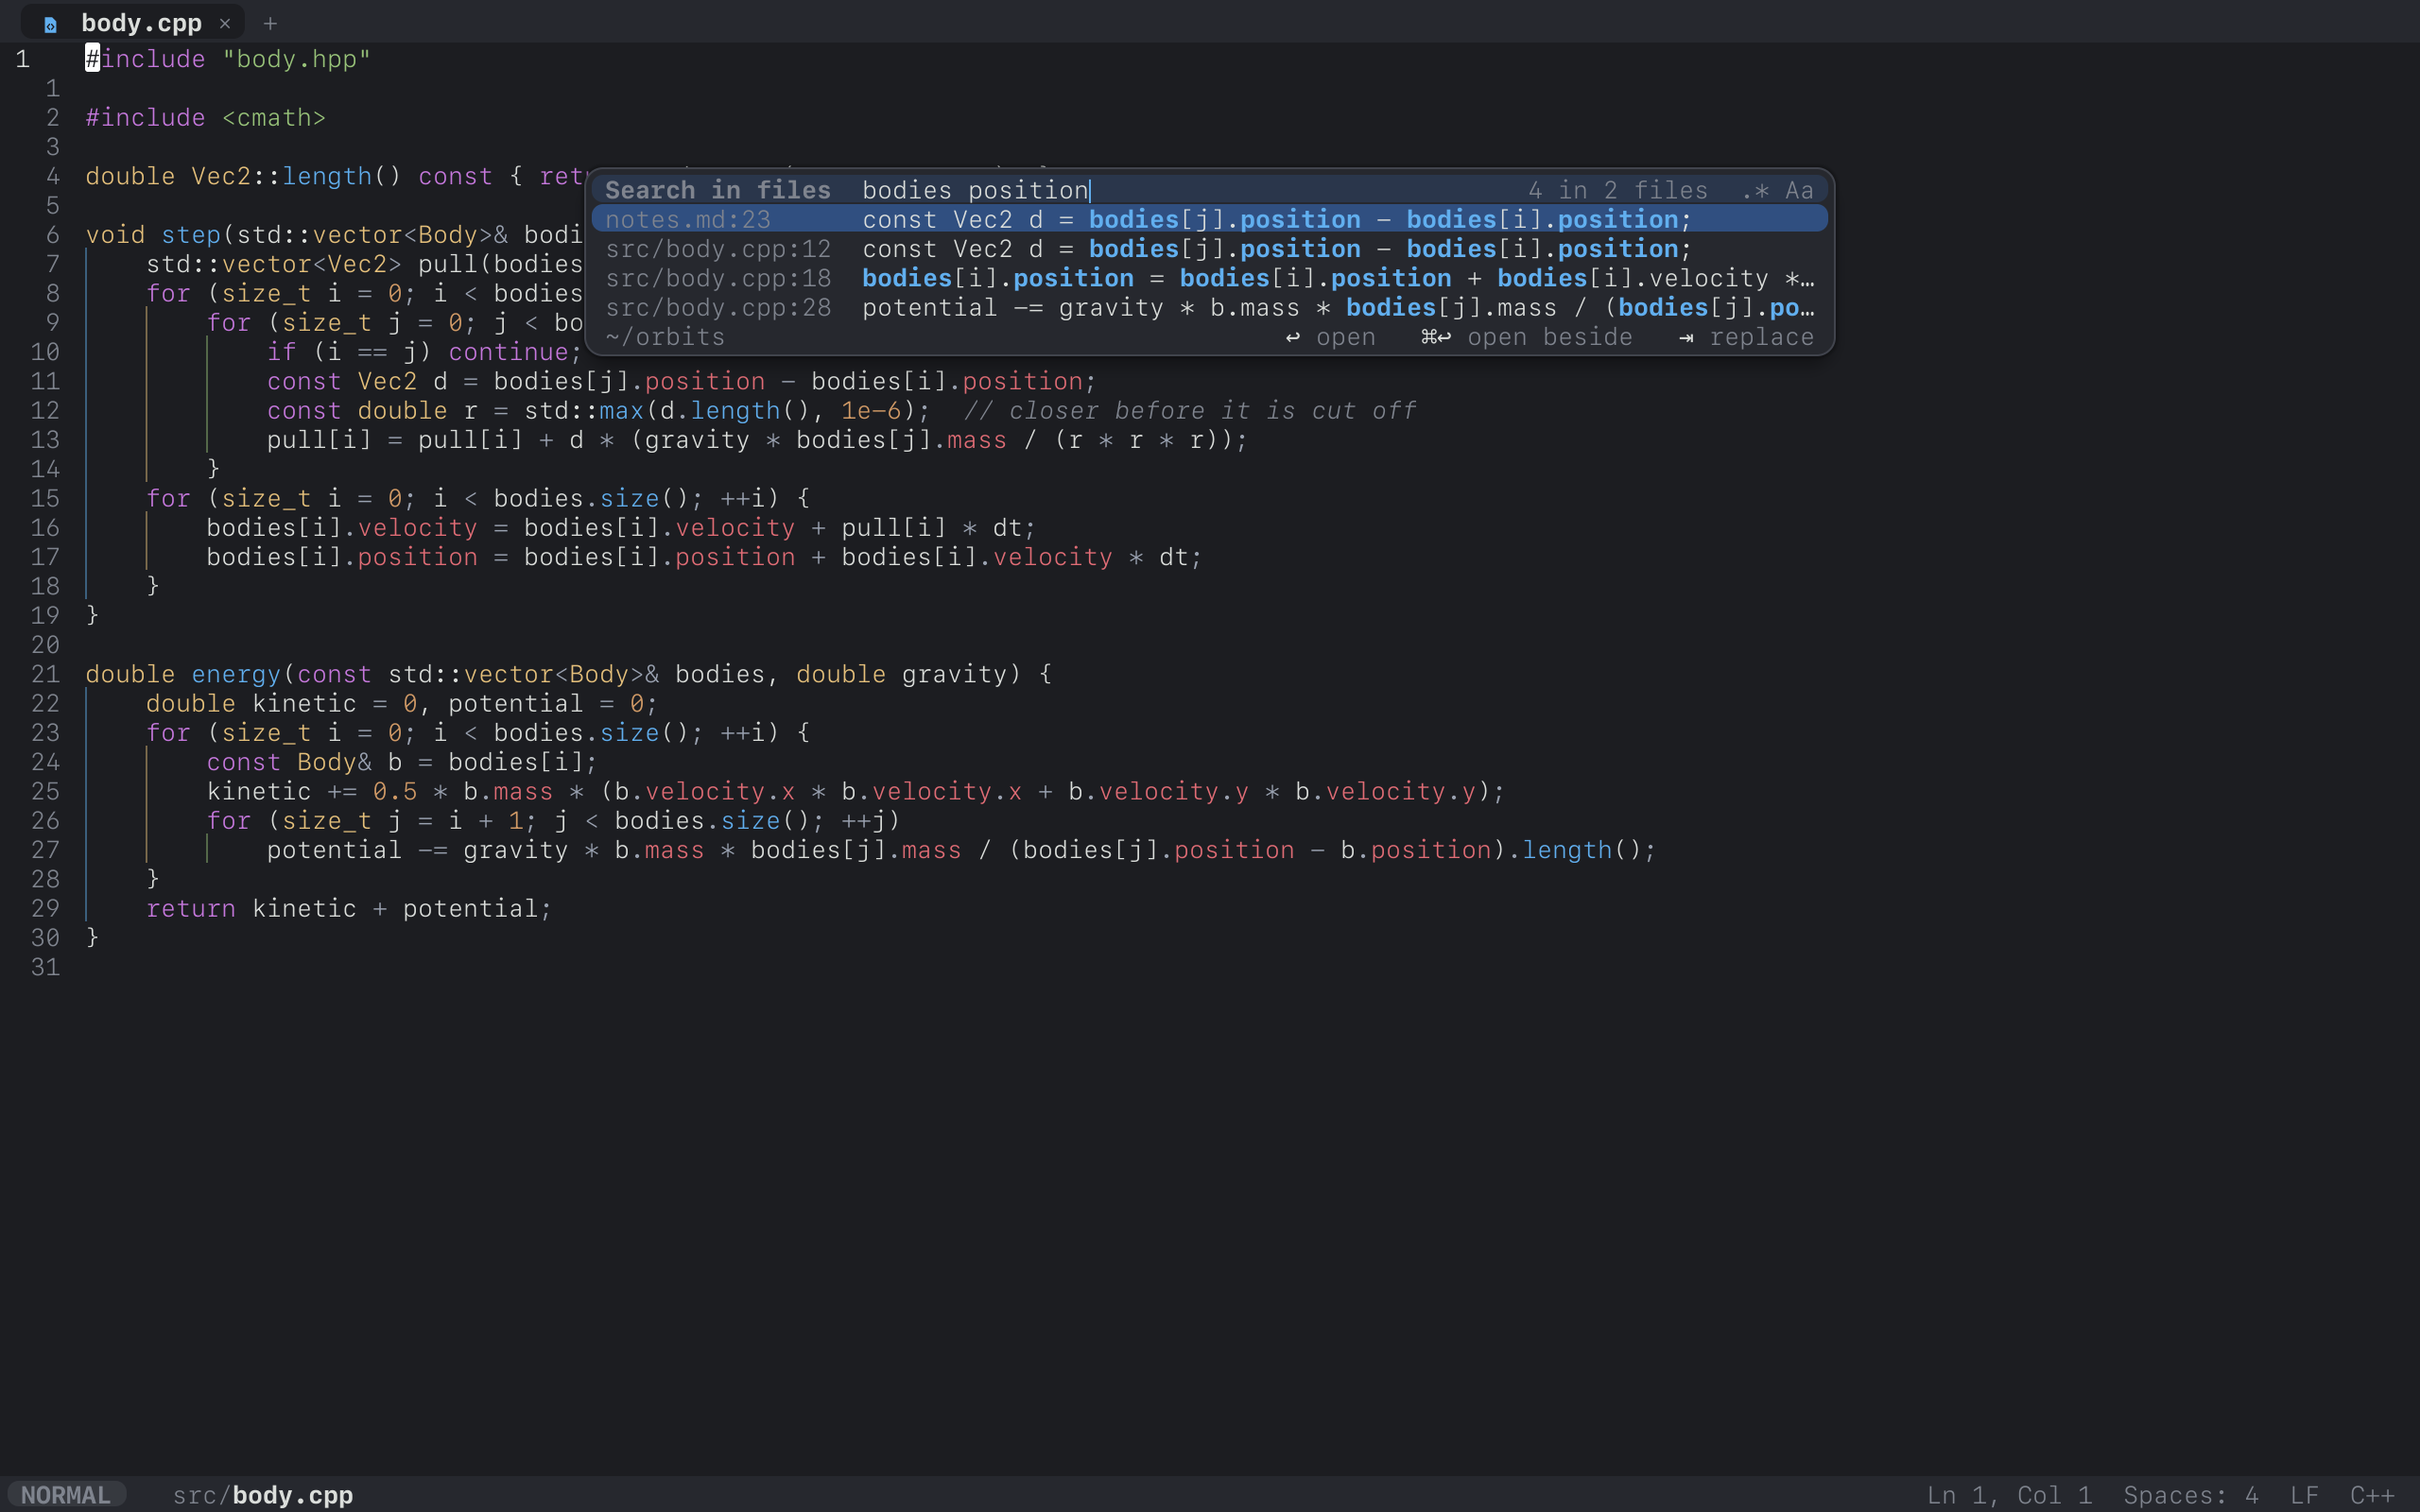 body.cpp × +
1 #include "body.hpp"
1
2 #include <cmath>
3
4 double Vec2::length() const {
5
Search in files bodies position 4 in 2 files .* Aa
6 void step(std::vector<Body>&
notes.md:23 const Vec2 d = bodies[j].position - bodies[i].position;
7 std::vector<Vec2> pull(bodies
src/body.cpp:12 const Vec2 d = bodies[j].position - bodies[i].position;
8 for (size_t i = 0; i < bodies
src/body.cpp:18 bodies[i].position = bodies[i].position + bodies[i].velocity *…
9 for (size_t j = 0; j < bo
src/body.cpp:28 potential -= gravity * b.mass * bodies[j].mass / (bodies[j].po…
10 if (i == j) continue;
~/orbits ↩ open ⌘↩ open beside ⇥ replace
11 const Vec2 d = bodies[j].position - bodies[i].position;
12 const double r = std::max(d.length(), 1e-6); // closer before it is cut off
13 pull[i] = pull[i] + d * (gravity * bodies[j].mass / (r * r * r));
14 }
15 for (size_t i = 0; i < bodies.size(); ++i) {
16 bodies[i].velocity = bodies[i].velocity + pull[i] * dt;
17 bodies[i].position = bodies[i].position + bodies[i].velocity * dt;
18 }
19 }
20
21 double energy(const std::vector<Body>& bodies, double gravity) {
22 double kinetic = 0, potential = 0;
23 for (size_t i = 0; i < bodies.size(); ++i) {
24 const Body& b = bodies[i];
25 kinetic += 0.5 * b.mass * (b.velocity.x * b.velocity.x + b.velocity.y * b.velocity.y);
26 for (size_t j = i + 1; j < bodies.size(); ++j)
27 potential -= gravity * b.mass * bodies[j].mass / (bodies[j].position - b.position).length();
28 }
29 return kinetic + potential;
30 }
31
NORMAL src/body.cpp Ln 1, Col 1 Spaces: 4 LF C++